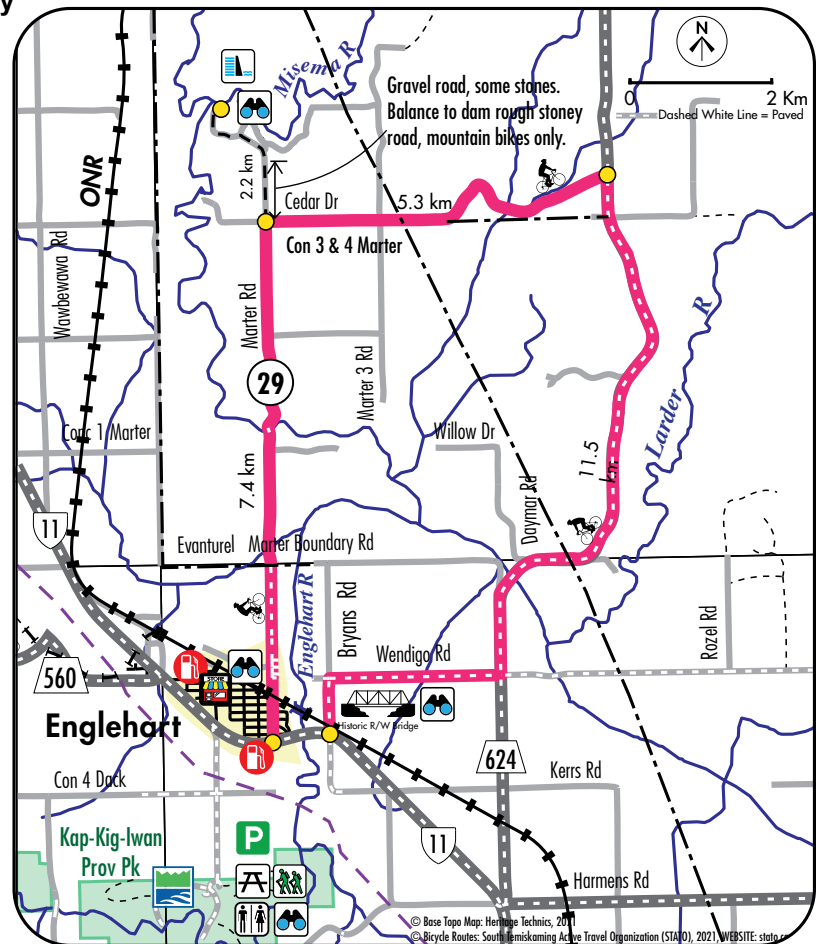 y
N
0 2 Km
Dashed White Line = Paved
Misema R
Gravel road, some stones.
Balance to dam rough stoney
road, mountain bikes only.
ONR
2.2 km
Cedar Dr
5.3 km
Con 3 & 4 Marter
Wawbewawa Rd
Marter Rd
Larder R
29
Marter 3 Rd
Conc 1 Marter
Willow Dr
7.4 km
11.5
km
Daymar Rd
11
Evanturel Marter Boundary Rd
Englehart R
Bryans Rd
Wendigo Rd
Rozel Rd
560
STORE
Englehart
Historic R/W Bridge
624
Con 4 Dack
Kerrs Rd
Kap-Kig-Iwan
Prov Pk
P
11
Harmens Rd
© Base Topo Map: Heritage Technics, 2021
© Bicycle Routes: South Temiskaming Active Travel Organization (STATO), 2021, WEBSITE: stato.ca